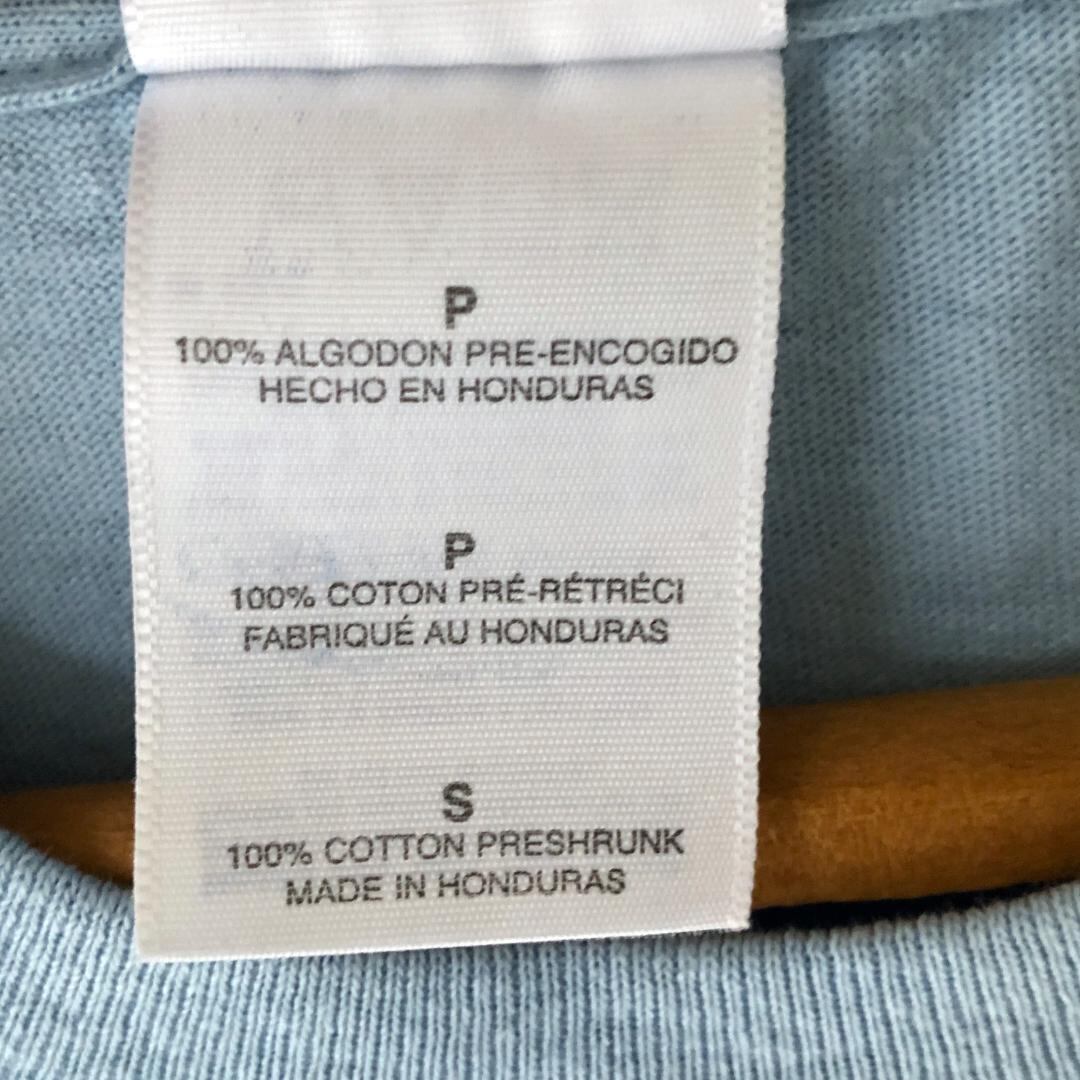 P
100% ALGODON PRE-ENCOGIDO
HECHO EN HONDURAS
P
100% COTON PRÉ-RÉTRÉCI
FABRIQUÉ AU HONDURAS
S
100% COTTON PRESHRUNK
MADE IN HONDURAS